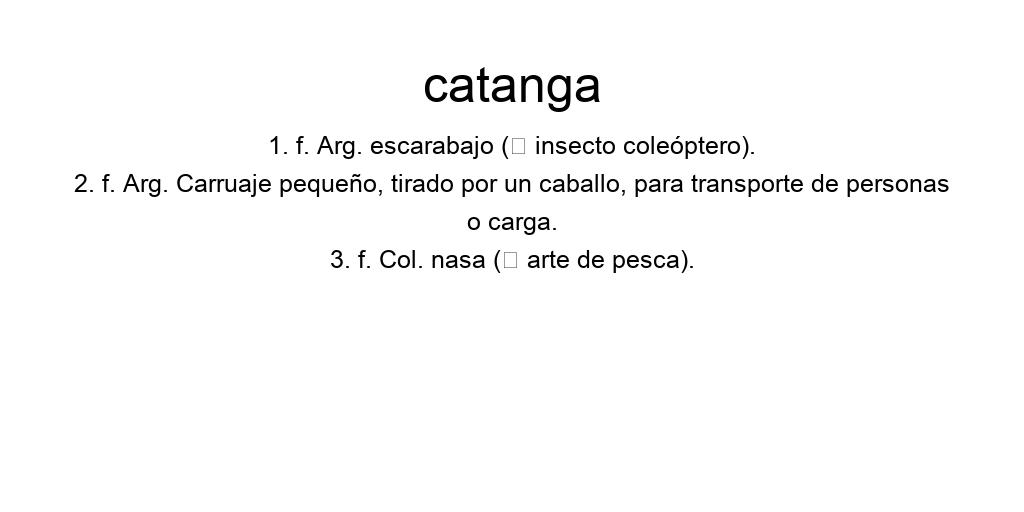 catanga
1. f. Arg. escarabajo (□ insecto coleóptero).
2. f. Arg. Carruaje pequeño, tirado por un caballo, para transporte de personas
o carga.
3. f. Col. nasa (□ arte de pesca).